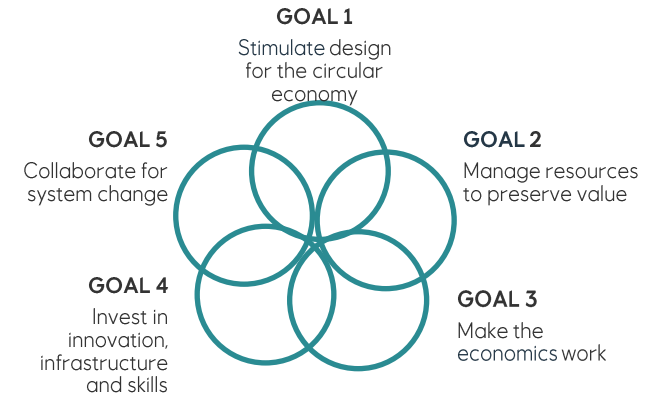 GOAL 1
Stimulate design
for the circular
economy
GOAL 2
Manage resources
to preserve value
GOAL 3
Make the
economics work
GOAL 4
Invest in
innovation,
infrastructure
and skills
GOAL 5
Collaborate for
system change